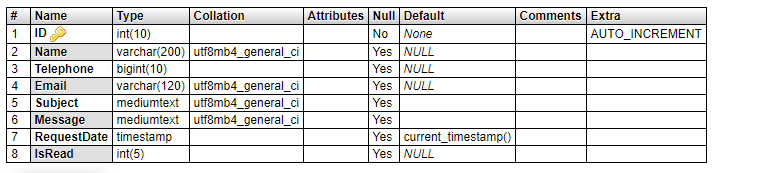 # Name Type Collation Attributes Null Default Comments Extra
1 ID int(10) No None AUTO_INCREMENT
2 Name varchar(200) utf8mb4_general_ci Yes NULL
3 Telephone bigint(10) Yes NULL
4 Email varchar(120) utf8mb4_general_ci Yes NULL
5 Subject mediumtext utf8mb4_general_ci Yes
6 Message mediumtext utf8mb4_general_ci Yes
7 RequestDate timestamp Yes current_timestamp()
8 IsRead int(5) Yes NULL